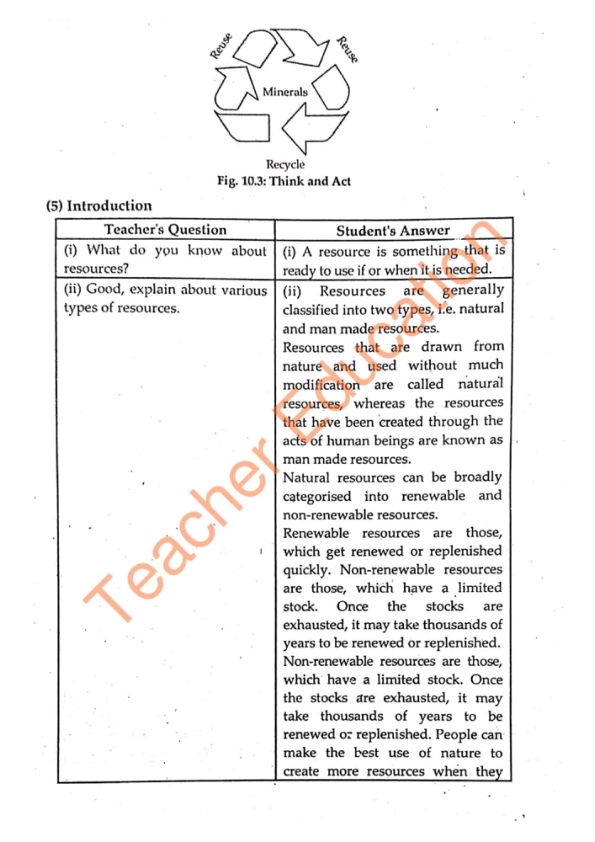 Reuse
Reuse
Minerals
Recycle
Fig. 10.3: Think and Act
(5) Introduction
Teacher's Question
Student's Answer
(i) What do you know about
resources?
(i) A resource is something that is
ready to use if or when it is needed.
(ii) Good, explain about various
types of resources.
(ii) Resources are generally
classified into two types, i.e. natural
and man made resources.
Resources that are drawn from
nature and used without much
modification are called natural
resources, whereas the resources
that have been created through the
acts of human beings are known as
man made resources.
Natural resources can be broadly
categorised into renewable and
non-renewable resources.
Renewable resources are those,
which get renewed or replenished
quickly. Non-renewable resources
are those, which have a limited
stock. Once the stocks are
exhausted, it may take thousands of
years to be renewed or replenished.
Non-renewable resources are those,
which have a limited stock. Once
the stocks are exhausted, it may
take thousands of years to be
renewed or replenished. People can
make the best use of nature to
create more resources when they
Teacher Education